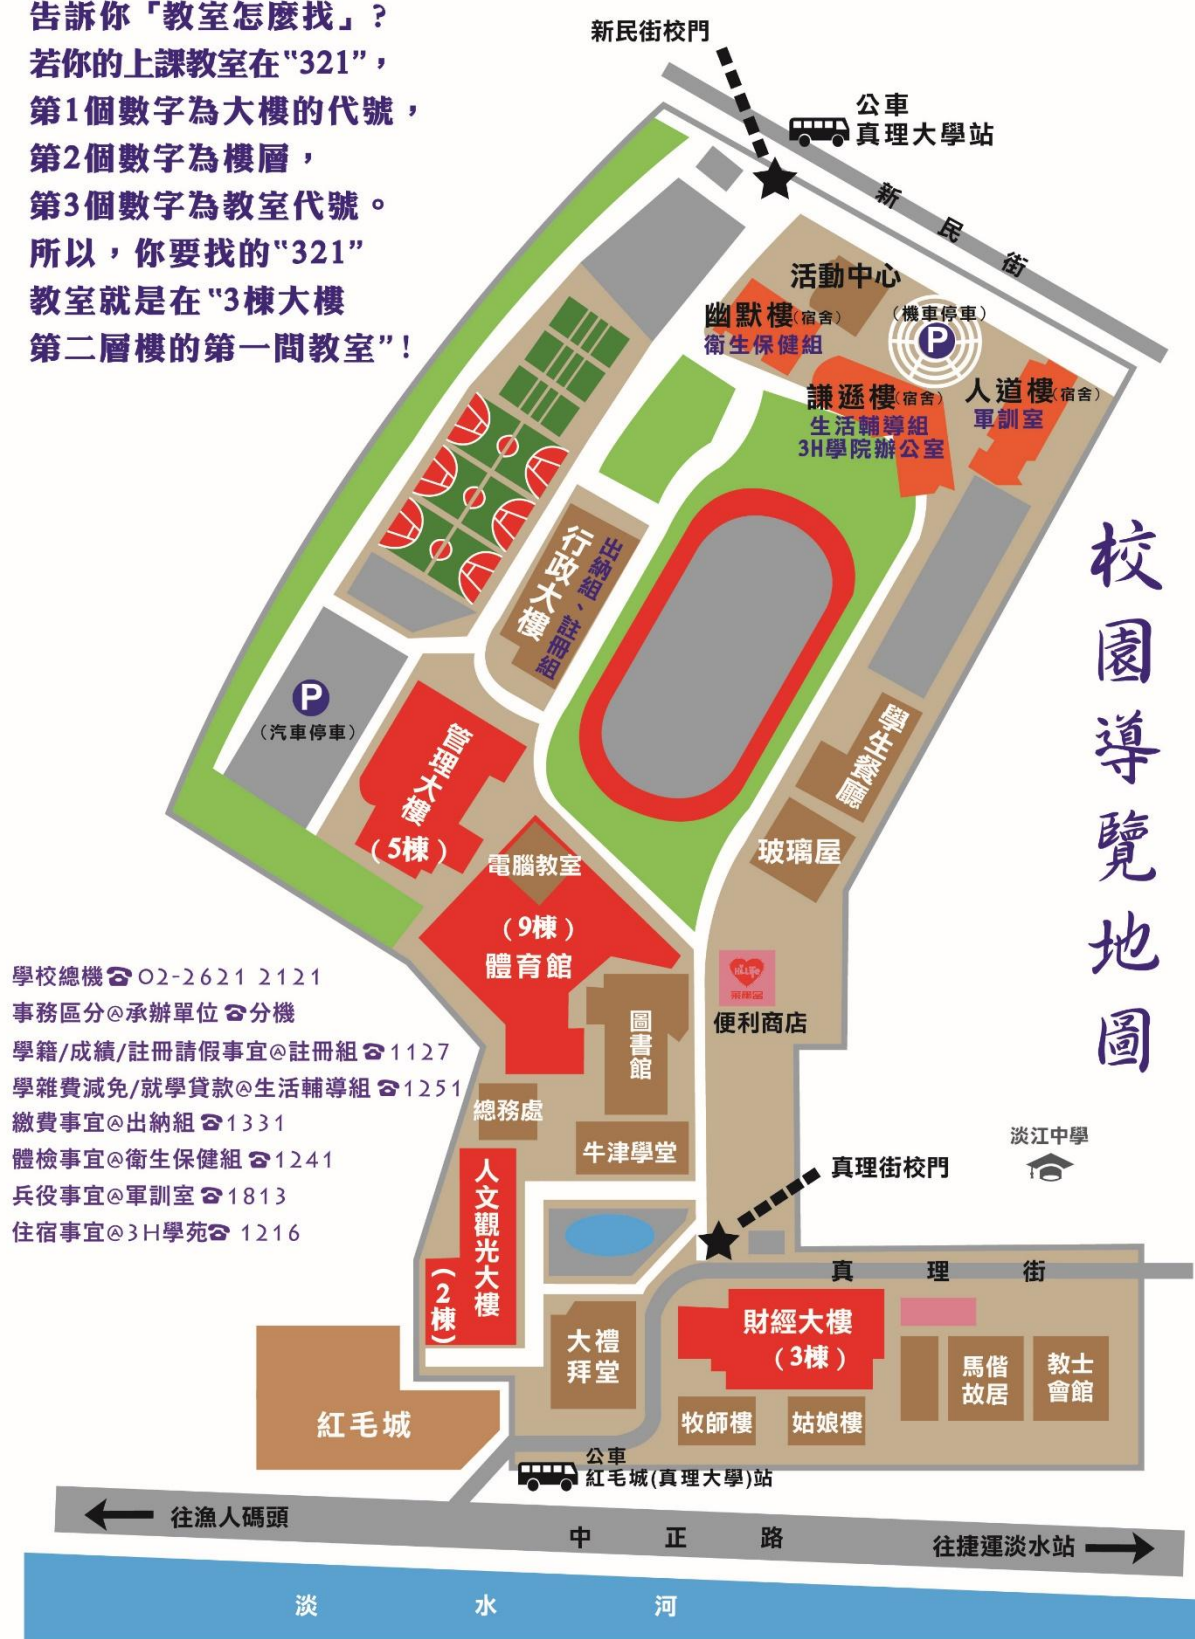 告訴你「教室怎麼找」?
若你的上課教室在“321”，
第1個數字為大樓的代號，
第2個數字為樓層，
第3個數字為教室代號。
所以，你要找的“321”
教室就是在“3棟大樓
第二層樓的第一間教室”!
新民街校門
公車
真理大學站
新民街
活動中心
幽默樓(宿舍)
衛生保健組
(機車停車)
P
謙遜樓(宿舍)
生活輔導組
3H學院辦公室
人道樓(宿舍)
軍訓室
校園導覽地圖
行政大樓
出納組、註冊組
P
(汽車停車)
管理大樓
(5棟)
學生餐廳
玻璃屋
電腦教室
(9棟)
體育館
圖書館
Hi-Life
萊爾富
便利商店
學校總機☎02-2621 2121
事務區分@承辦單位☎分機
學籍/成績/註冊請假事宜@註冊組☎1127
學雜費減免/就學貸款@生活輔導組☎1251
繳費事宜@出納組☎1331
體檢事宜@衛生保健組☎1241
兵役事宜@軍訓室☎1813
住宿事宜@3H學苑☎ 1216
總務處
牛津學堂
淡江中學
真理街校門
人文觀光大樓
(2棟)
真理街
大禮
拜堂
財經大樓
(3棟)
馬偕
故居
教士
會館
牧師樓
姑娘樓
紅毛城
公車
紅毛城(真理大學)站
往漁人碼頭
中正路
往捷運淡水站
淡水河